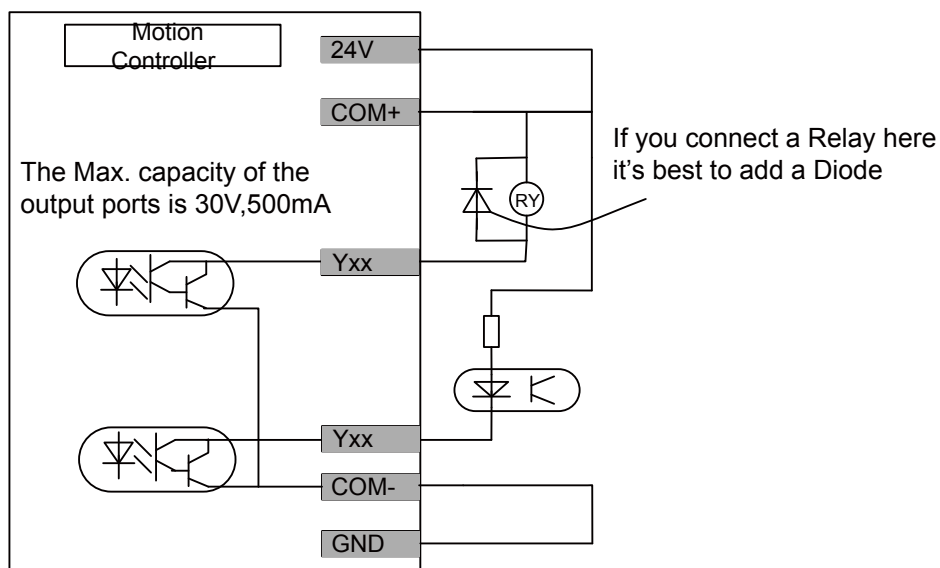 Motion
Controller
24V
COM+
If you connect a Relay here
it's best to add a Diode
The Max. capacity of the
output ports is 30V,500mA
RY
Yxx
Yxx
COM-
GND